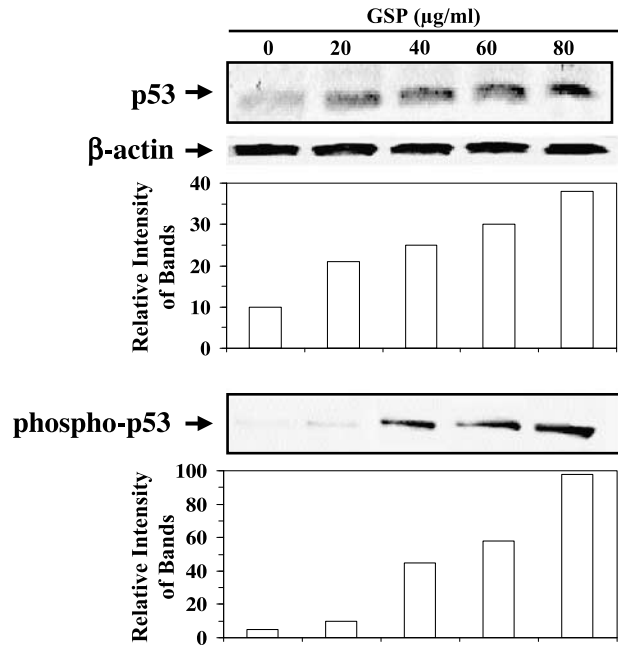 GSP (µg/ml)
0 20 40 60 80
p53
β-actin
40
30
20
10
0
Relative Intensity
of Bands
phospho-p53
100
80
60
40
20
0
Relative Intensity
of Bands